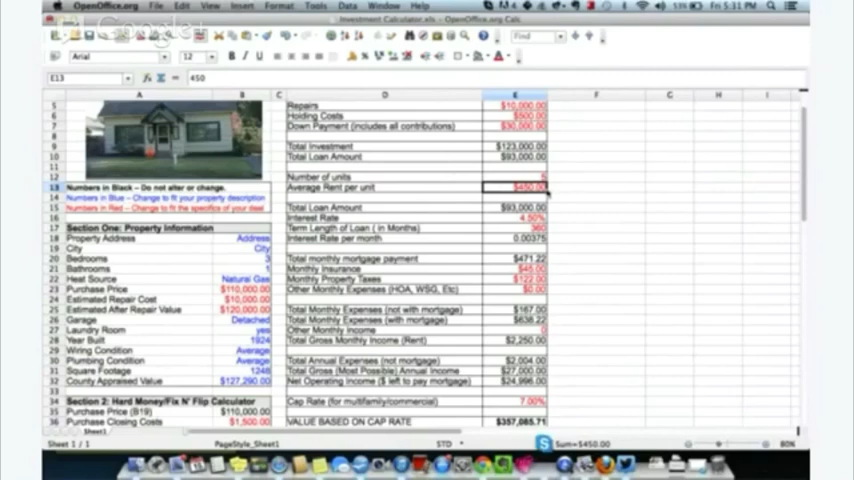 OpenOffice.org File Edit View Insert Format Tools Data Window Help Fri 5:31 PM
Investment Calculator.xls - OpenOffice.org Calc
Google+
Find
Arial 12
E13 450
A B C D E F G H I
5 Repairs $10,000.00
6 Holding Costs $500.00
7 Down Payment (includes all contributions) $30,000.00
8
9 Total Investment $123,000.00
10 Total Loan Amount $93,000.00
11
12 Number of units 5
13 Numbers in Black – Do not alter or change. Average Rent per unit $450.00
14 Numbers in Blue – Change to fit your property description
15 Numbers in Red – Change to fit the specifics of your deal Total Loan Amount $93,000.00
16 Interest Rate 4.50%
17 Section One: Property Information Term Length of Loan ( in Months) 360
18 Property Address Address Interest Rate per month 0.00375
19 City City
20 Bedrooms 3 Total monthly mortgage payment $471.22
21 Bathrooms 1 Monthly Insurance $45.00
22 Heat Source Natural Gas Monthly Property Taxes $122.00
23 Purchase Price $110,000.00 Other Monthly Expenses (HOA, WSG, Etc) $0.00
24 Estimated Repair Cost $10,000.00
25 Estimated After Repair Value $120,000.00 Total Monthly Expenses (not with mortgage) $167.00
26 Garage Detached Total Monthly Expenses (with mortgage) $638.22
27 Laundry Room yes Other Monthly Income 0
28 Year Built 1924 Total Gross Monthly Income (Rent) $2,250.00
29 Wiring Condition Average
30 Plumbing Condition Average Total Annual Expenses (not mortgage) $2,004.00
31 Square Footage 1248 Total Gross (Most Possible) Annual Income $27,000.00
32 County Appraised Value $127,290.00 Net Operating Income ($ left to pay mortgage) $24,996.00
33
34 Section 2: Hard Money/Fix N' Flip Calculator Cap Rate (for multifamily/commercial) 7.00%
35 Purchase Price (B19) $110,000.00
36 Purchase Closing Costs $1,500.00 VALUE BASED ON CAP RATE $357,085.71
Sheet1
Sheet 1 / 1 PageStyle_Sheet1 STD * Sum=$450.00 80%